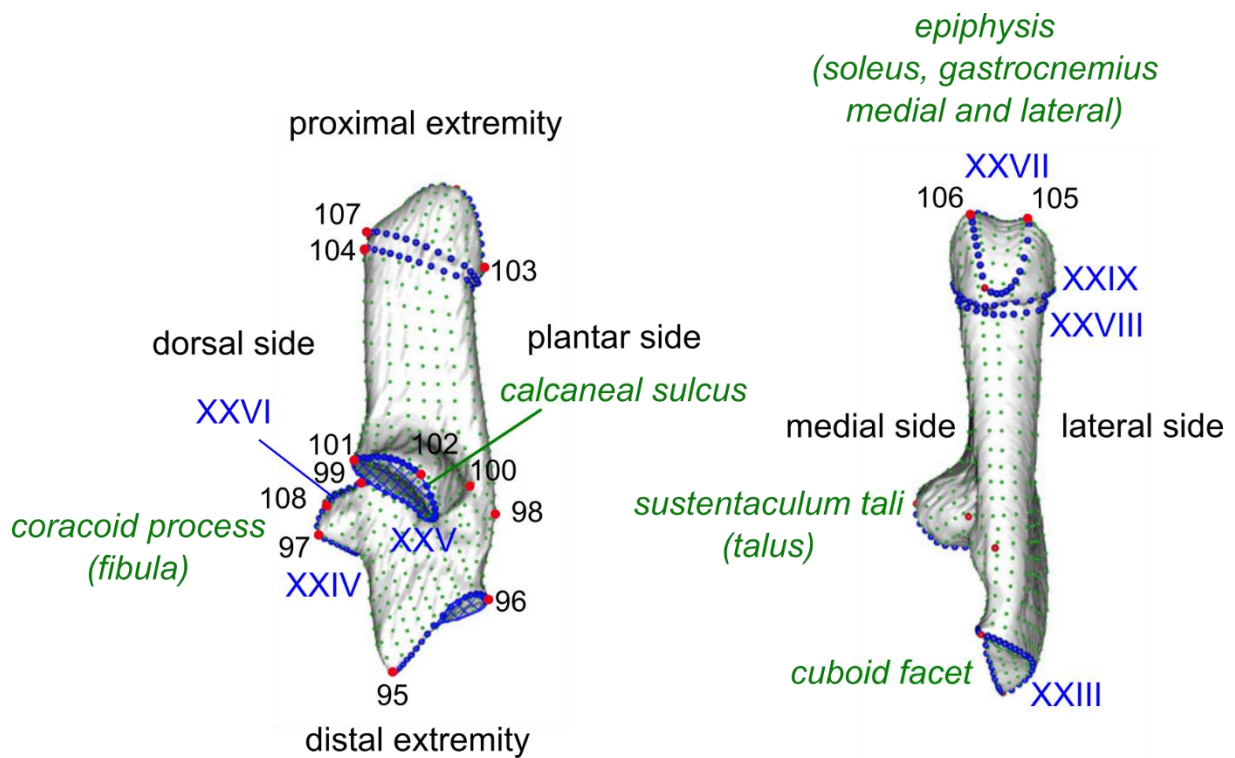 epiphysis
(soleus, gastrocnemius
medial and lateral)
proximal extremity
XXVII
106
105
107
104
103
XXIX
XXVIII
dorsal side
plantar side
calcaneal sulcus
XXVI
medial side
lateral side
101
102
99
100
108
98
sustentaculum tali
(talus)
coracoid process
(fibula)
97
XXV
XXIV
96
cuboid facet
95
XXIII
distal extremity